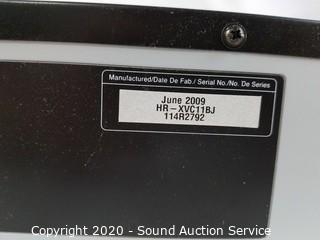 Manufactured/Date De Fab./ Serial No./No. De Series
June 2009
HR-XVC11BJ
114R2792
Copyright 2020 - Sound Auction Service